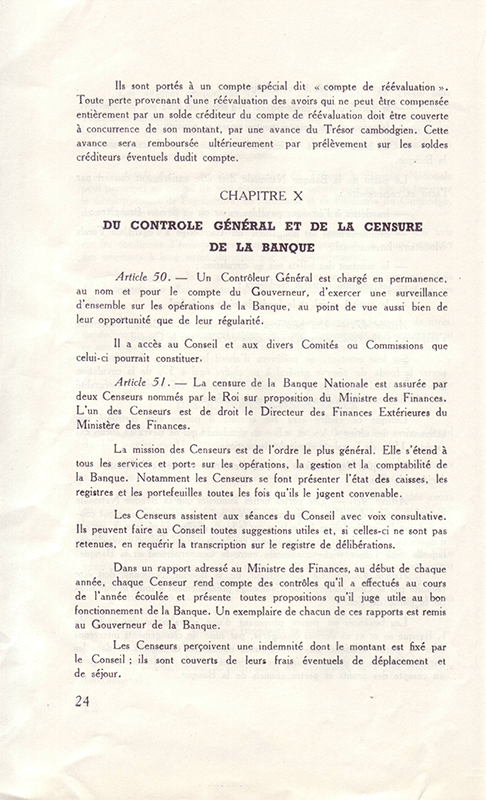 Ils sont portés à un compte spécial dit « compte de réévaluation ».
Toute perte provenant d'une réévaluation des avoirs qui ne peut être compensée
entièrement par un solde créditeur du compte de réévaluation doit être couverte
à concurrence de son montant, par une avance du Trésor cambodgien. Cette
avance sera remboursée ultérieurement par prélèvement sur les soldes
créditeurs éventuels dudit compte.
CHAPITRE X
DU CONTROLE GÉNÉRAL ET DE LA CENSURE
DE LA BANQUE
Article 50. — Un Contrôleur Général est chargé en permanence,
au nom et pour le compte du Gouverneur, d'exercer une surveillance
d'ensemble sur les opérations de la Banque, au point de vue aussi bien de
leur opportunité que de leur régularité.
Il a accès au Conseil et aux divers Comités ou Commissions que
celui-ci pourrait constituer.
Article 51. — La censure de la Banque Nationale est assurée par
deux Censeurs nommés par le Roi sur proposition du Ministre des Finances.
L'un des Censeurs est de droit le Directeur des Finances Extérieures du
Ministère des Finances.
La mission des Censeurs est de l'ordre le plus général. Elle s'étend à
tous les services et porte sur les opérations, la gestion et la comptabilité de
la Banque. Notamment les Censeurs se font présenter l'état des caisses, les
registres et les portefeuilles toutes les fois qu'ils le jugent convenable.
Les Censeurs assistent aux séances du Conseil avec voix consultative.
Ils peuvent faire au Conseil toutes suggestions utiles et, si celles-ci ne sont pas
retenues, en requérir la transcription sur le registre de délibérations.
Dans un rapport adressé au Ministre des Finances, au début de chaque
année, chaque Censeur rend compte des contrôles qu'il a effectués au cours
de l'année écoulée et présente toutes propositions qu'il juge utile au bon
fonctionnement de la Banque. Un exemplaire de chacun de ces rapports est remis
au Gouverneur de la Banque.
Les Censeurs perçoivent une indemnité dont le montant est fixé par
le Conseil ; ils sont couverts de leurs frais éventuels de déplacement et
de séjour.
24